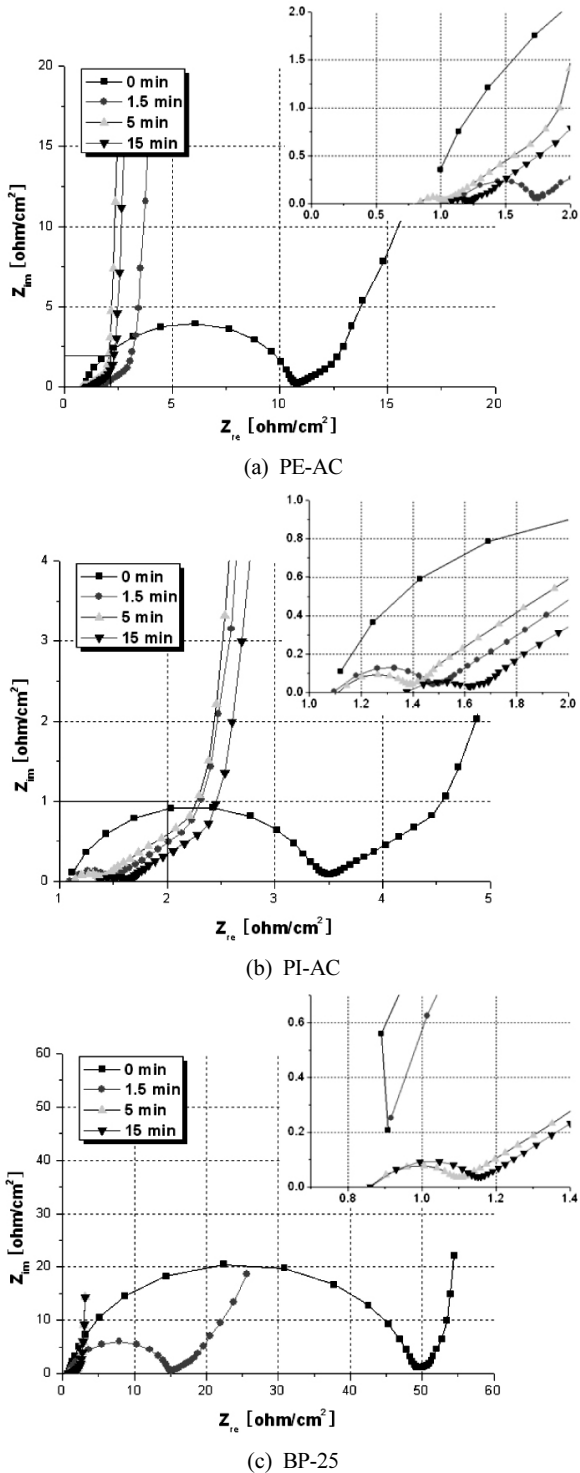 2.0
1.5
1.0
0.5
0.0
0.0 0.5 1.0 1.5 2.0
20
15
10
5
0
0 min
1.5 min
5 min
15 min
Z_im [ohm/cm²]
0 5 10 15 20
Z_re [ohm/cm²]
(a) PE-AC
1.0
0.8
0.6
0.4
0.2
0.0
1.0 1.2 1.4 1.6 1.8 2.0
4
3
2
1
0
0 min
1.5 min
5 min
15 min
Z_im [ohm/cm²]
1 2 3 4 5
Z_re [ohm/cm²]
(b) PI-AC
0.6
0.4
0.2
0.0
0.8 1.0 1.2 1.4
60
50
40
30
20
10
0
0 min
1.5 min
5 min
15 min
Z_im [ohm/cm²]
0 10 20 30 40 50 60
Z_re [ohm/cm²]
(c) BP-25